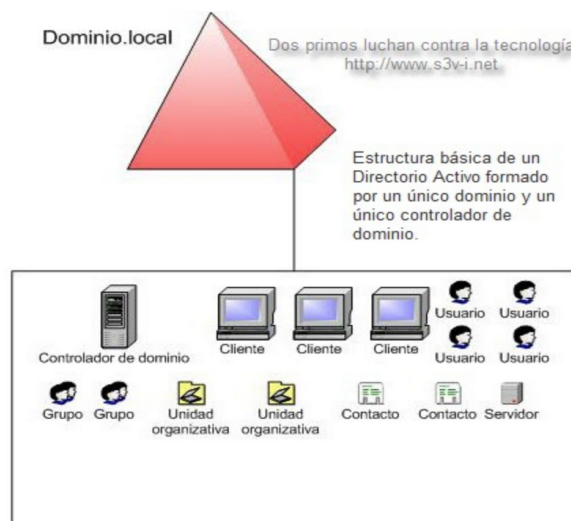 Dominio.local
Dos primos luchan contra la tecnología
http://www.s3v-i.net
Estructura básica de un
Directorio Activo formado
por un único dominio y un
único controlador de
dominio.
Controlador de dominio
Cliente
Cliente
Cliente
Usuario
Usuario
Usuario
Usuario
Grupo
Grupo
Unidad
organizativa
Unidad
organizativa
Contacto
Contacto
Servidor